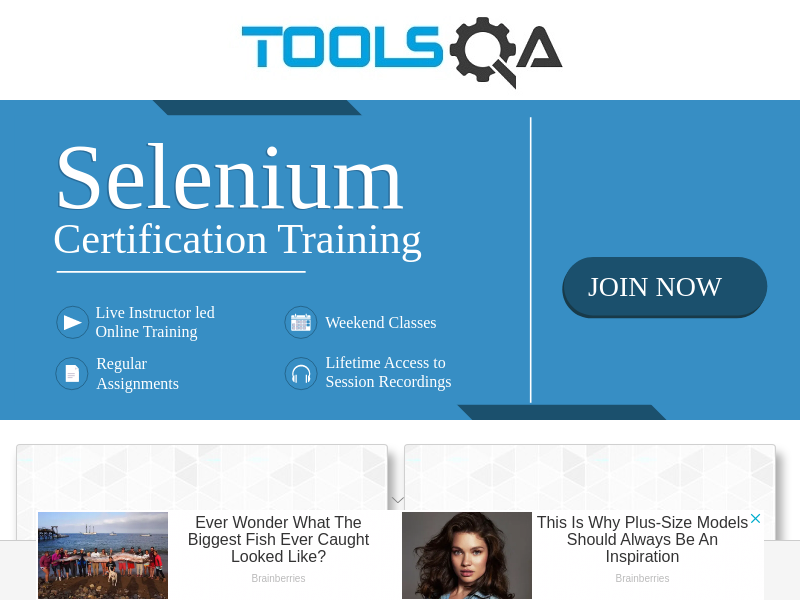 TOOLSQA
Selenium
Certification Training
JOIN NOW
Live Instructor led
Online Training
Weekend Classes
Regular
Assignments
Lifetime Access to
Session Recordings
Ever Wonder What The
Biggest Fish Ever Caught
Looked Like?
Brainberries
This Is Why Plus-Size Models
Should Always Be An
Inspiration
Brainberries